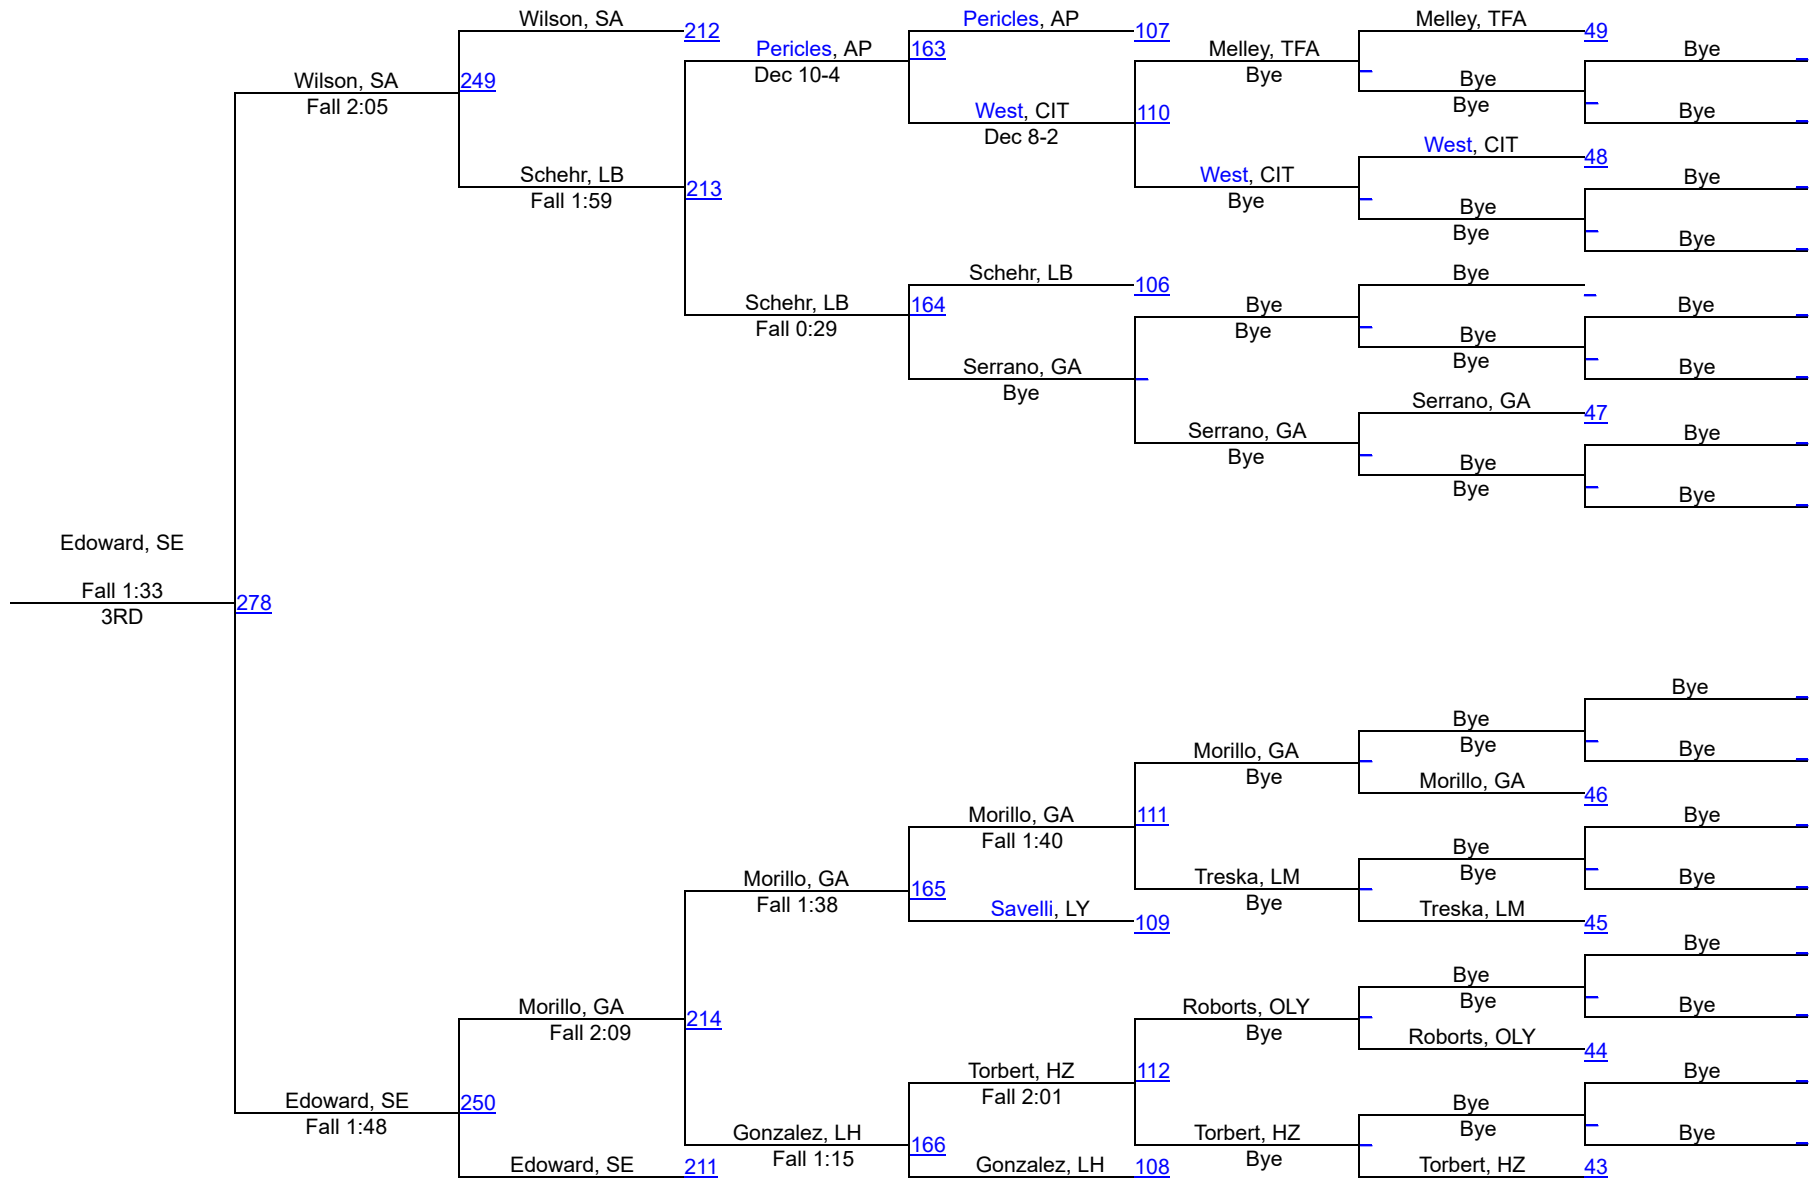 Wilson, SA
Pericles, AP
Melley, TFA
212
107
49
Pericles, AP
163
Melley, TFA
Bye
Dec 10-4
Bye
Wilson, SA
249
Bye
Fall 2:05
Bye
West, CIT
110
Bye
Dec 8-2
West, CIT
48
Schehr, LB
213
West, CIT
Bye
Fall 1:59
Bye
Bye
Bye
Bye
Schehr, LB
106
Bye
Schehr, LB
164
Bye
Bye
Fall 0:29
Bye
Bye
Bye
Serrano, GA
Bye
Bye
Serrano, GA
47
Serrano, GA
Bye
Bye
Bye
Bye
Bye
Edoward, SE
Fall 1:33
278
3RD
Bye
Bye
Bye
Morillo, GA
Bye
Bye
Morillo, GA
46
Morillo, GA
111
Bye
Fall 1:40
Bye
Bye
Morillo, GA
165
Treska, LM
Bye
Fall 1:38
Bye
Savelli, LY
109
Treska, LM
45
Bye
Bye
Morillo, GA
214
Roborts, OLY
Bye
Bye
Fall 2:09
Bye
Roborts, OLY
44
Torbert, HZ
112
Bye
Fall 2:01
Edoward, SE
250
Bye
Fall 1:48
Bye
Gonzalez, LH
166
Torbert, HZ
Bye
Fall 1:15
Bye
Edoward, SE
211
Gonzalez, LH
108
Torbert, HZ
43